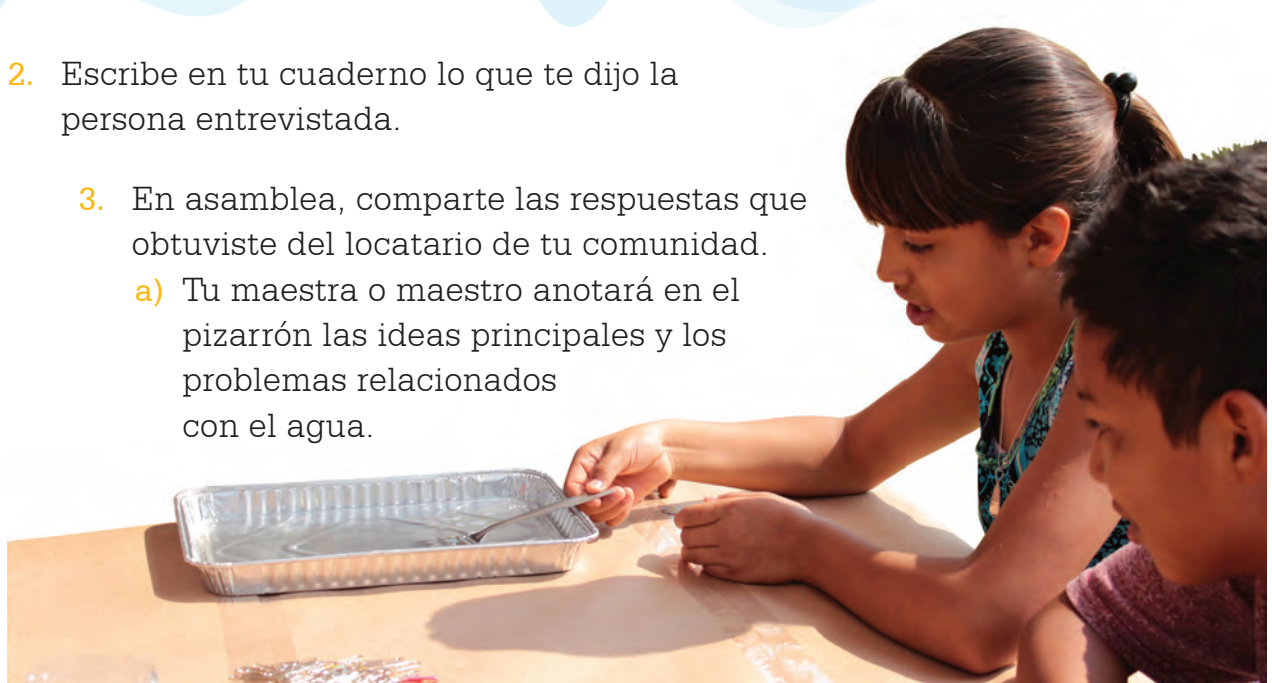 2. Escribe en tu cuaderno lo que te dijo la
persona entrevistada.
3. En asamblea, comparte las respuestas que
obtuviste del locatario de tu comunidad.
a) Tu maestra o maestro anotará en el
pizarrón las ideas principales y los
problemas relacionados
con el agua.